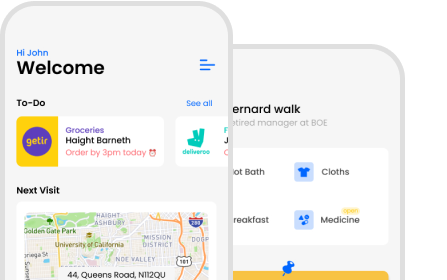 Hi John
Welcome
To-Do
See all
getir
Groceries
Haight Barneth
Order by 3pm today
deliveroo
Next Visit
HAIGHT
ASHBURY
Golden Gate Park
MISSION
DISTRICT
University of California
NOE VALLEY
101
44, Queens Road, N112QU
ernard walk
etired manager at BOE
ot Bath
Cloths
reakfast
Medicine